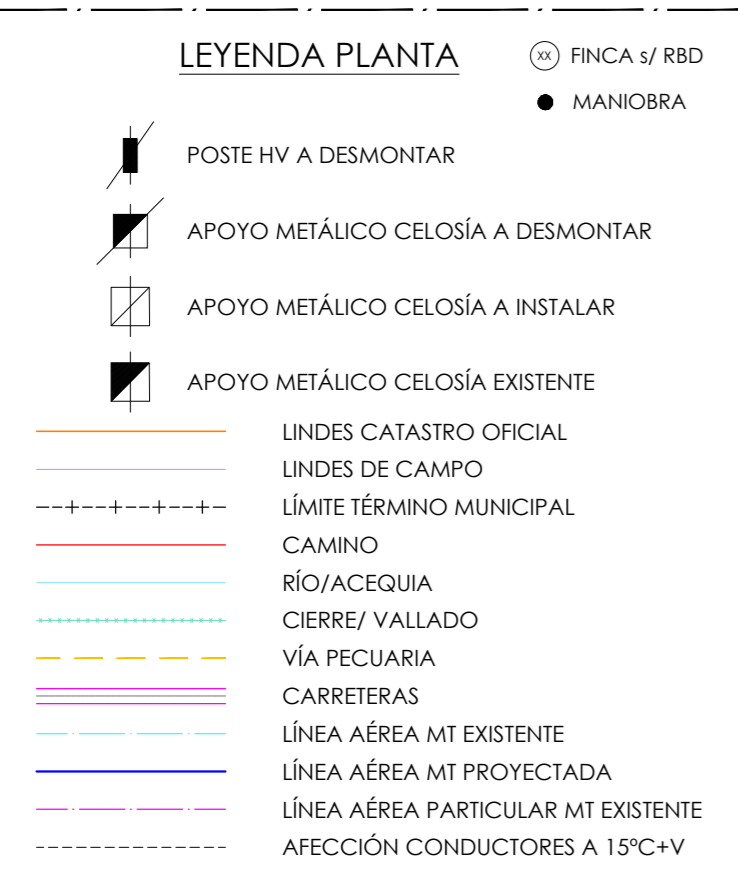 LEYENDA PLANTA
XX FINCA s/ RBD
MANIOBRA
POSTE HV A DESMONTAR
APOYO METÁLICO CELOSÍA A DESMONTAR
APOYO METÁLICO CELOSÍA A INSTALAR
APOYO METÁLICO CELOSÍA EXISTENTE
LINDES CATASTRO OFICIAL
LINDES DE CAMPO
LÍMITE TÉRMINO MUNICIPAL
CAMINO
RÍO/ACEQUIA
CIERRE/ VALLADO
VÍA PECUARIA
CARRETERAS
LÍNEA AÉREA MT EXISTENTE
LÍNEA AÉREA MT PROYECTADA
LÍNEA AÉREA PARTICULAR MT EXISTENTE
AFECCIÓN CONDUCTORES A 15ºC+V